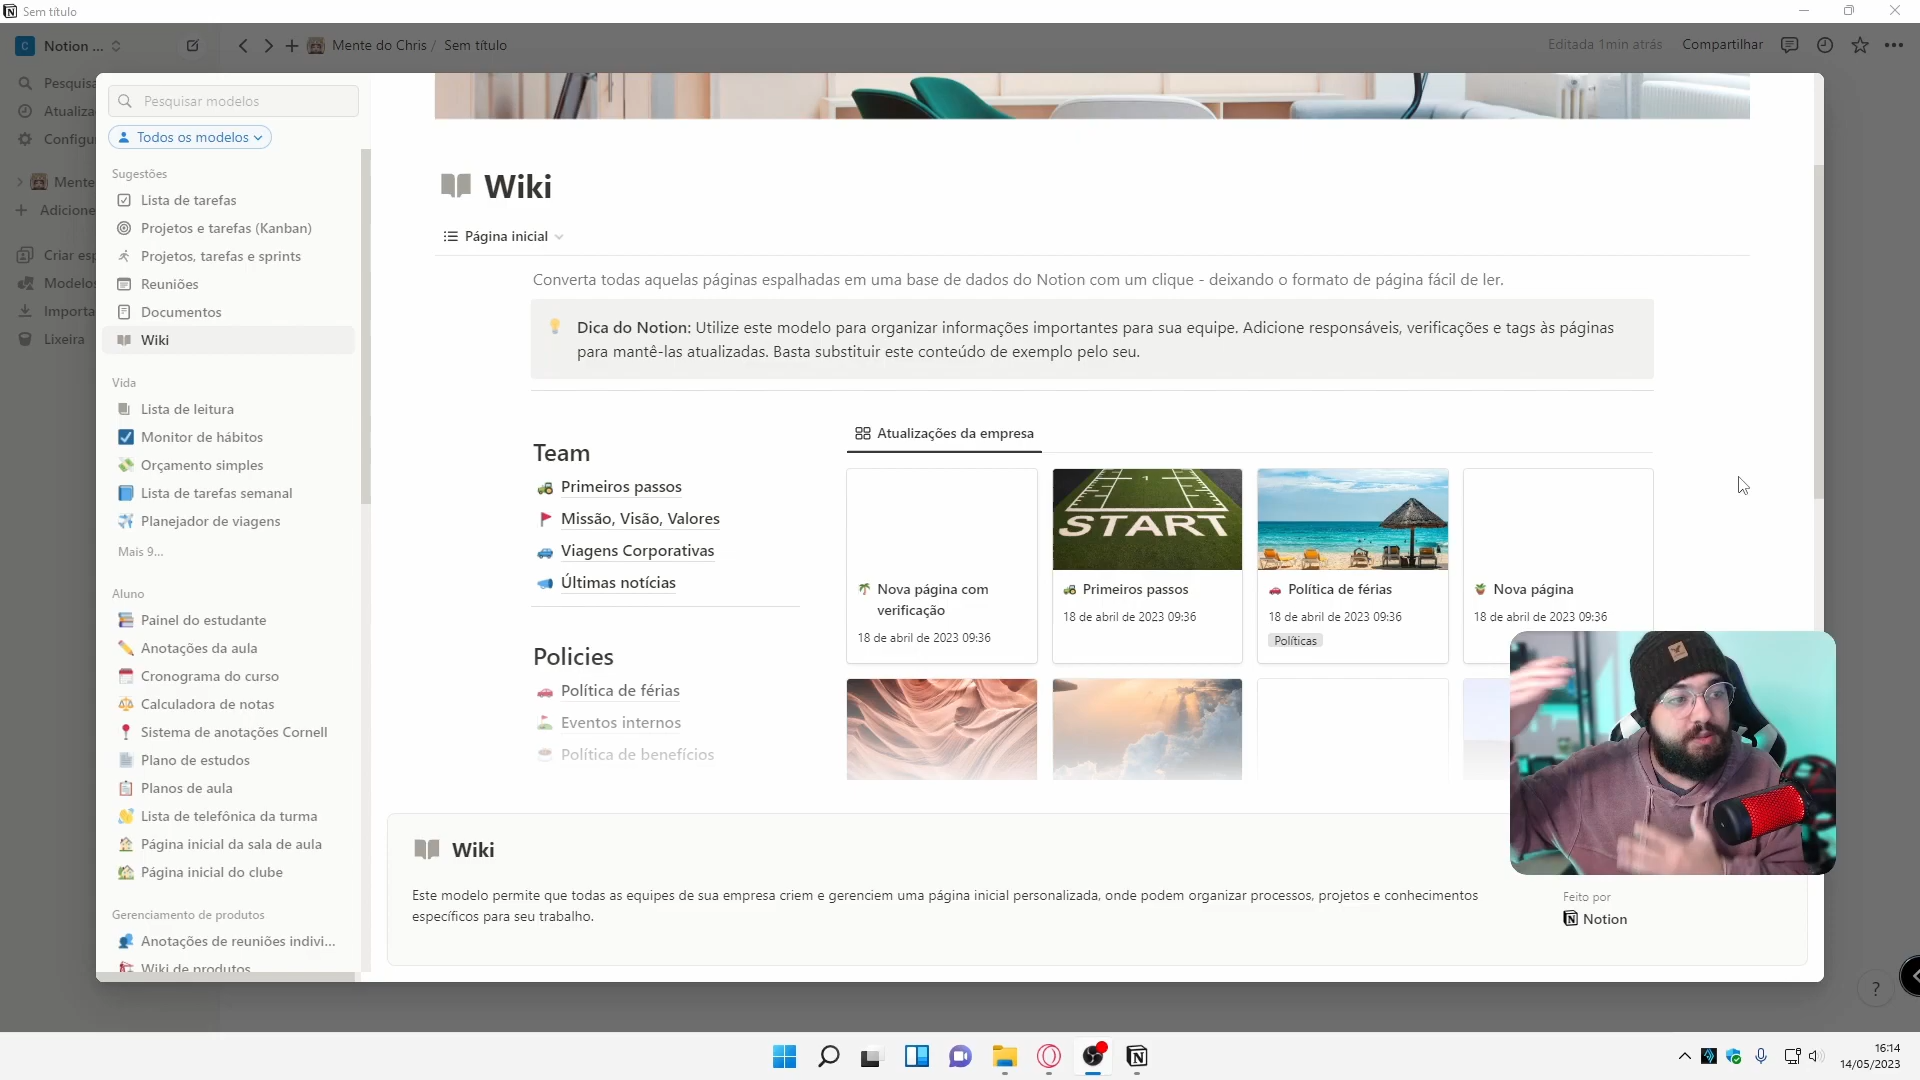 Sem título
Notion ...
Mente do Chris / Sem título
Editada 1min atrás
Compartilhar
Pesquisa
Atualiza
Configu
Mente
Adicione
Criar esp
Modelos
Importa
Lixeira
Pesquisar modelos
Todos os modelos
Sugestões
Lista de tarefas
Projetos e tarefas (Kanban)
Projetos, tarefas e sprints
Reuniões
Documentos
Wiki
Vida
Lista de leitura
Monitor de hábitos
Orçamento simples
Lista de tarefas semanal
Planejador de viagens
Mais 9...
Aluno
Painel do estudante
Anotações da aula
Cronograma do curso
Calculadora de notas
Sistema de anotações Cornell
Plano de estudos
Planos de aula
Lista de telefônica da turma
Página inicial da sala de aula
Página inicial do clube
Gerenciamento de produtos
Anotações de reuniões indivi...
Wiki de produtos
Wiki
Página inicial
Converta todas aquelas páginas espalhadas em uma base de dados do Notion com um clique - deixando o formato de página fácil de ler.
Dica do Notion: Utilize este modelo para organizar informações importantes para sua equipe. Adicione responsáveis, verificações e tags às páginas
para mantê-las atualizadas. Basta substituir este conteúdo de exemplo pelo seu.
Team
Primeiros passos
Missão, Visão, Valores
Viagens Corporativas
Últimas notícias
Policies
Política de férias
Eventos internos
Política de benefícios
Atualizações da empresa
Nova página com
verificação
18 de abril de 2023 09:36
START
Primeiros passos
18 de abril de 2023 09:36
Política de férias
18 de abril de 2023 09:36
Políticas
Nova página
18 de abril de 2023 09:36
Wiki
Este modelo permite que todas as equipes de sua empresa criem e gerenciem uma página inicial personalizada, onde podem organizar processos, projetos e conhecimentos
específicos para seu trabalho.
Feito por
Notion
?
16:14
14/05/2023